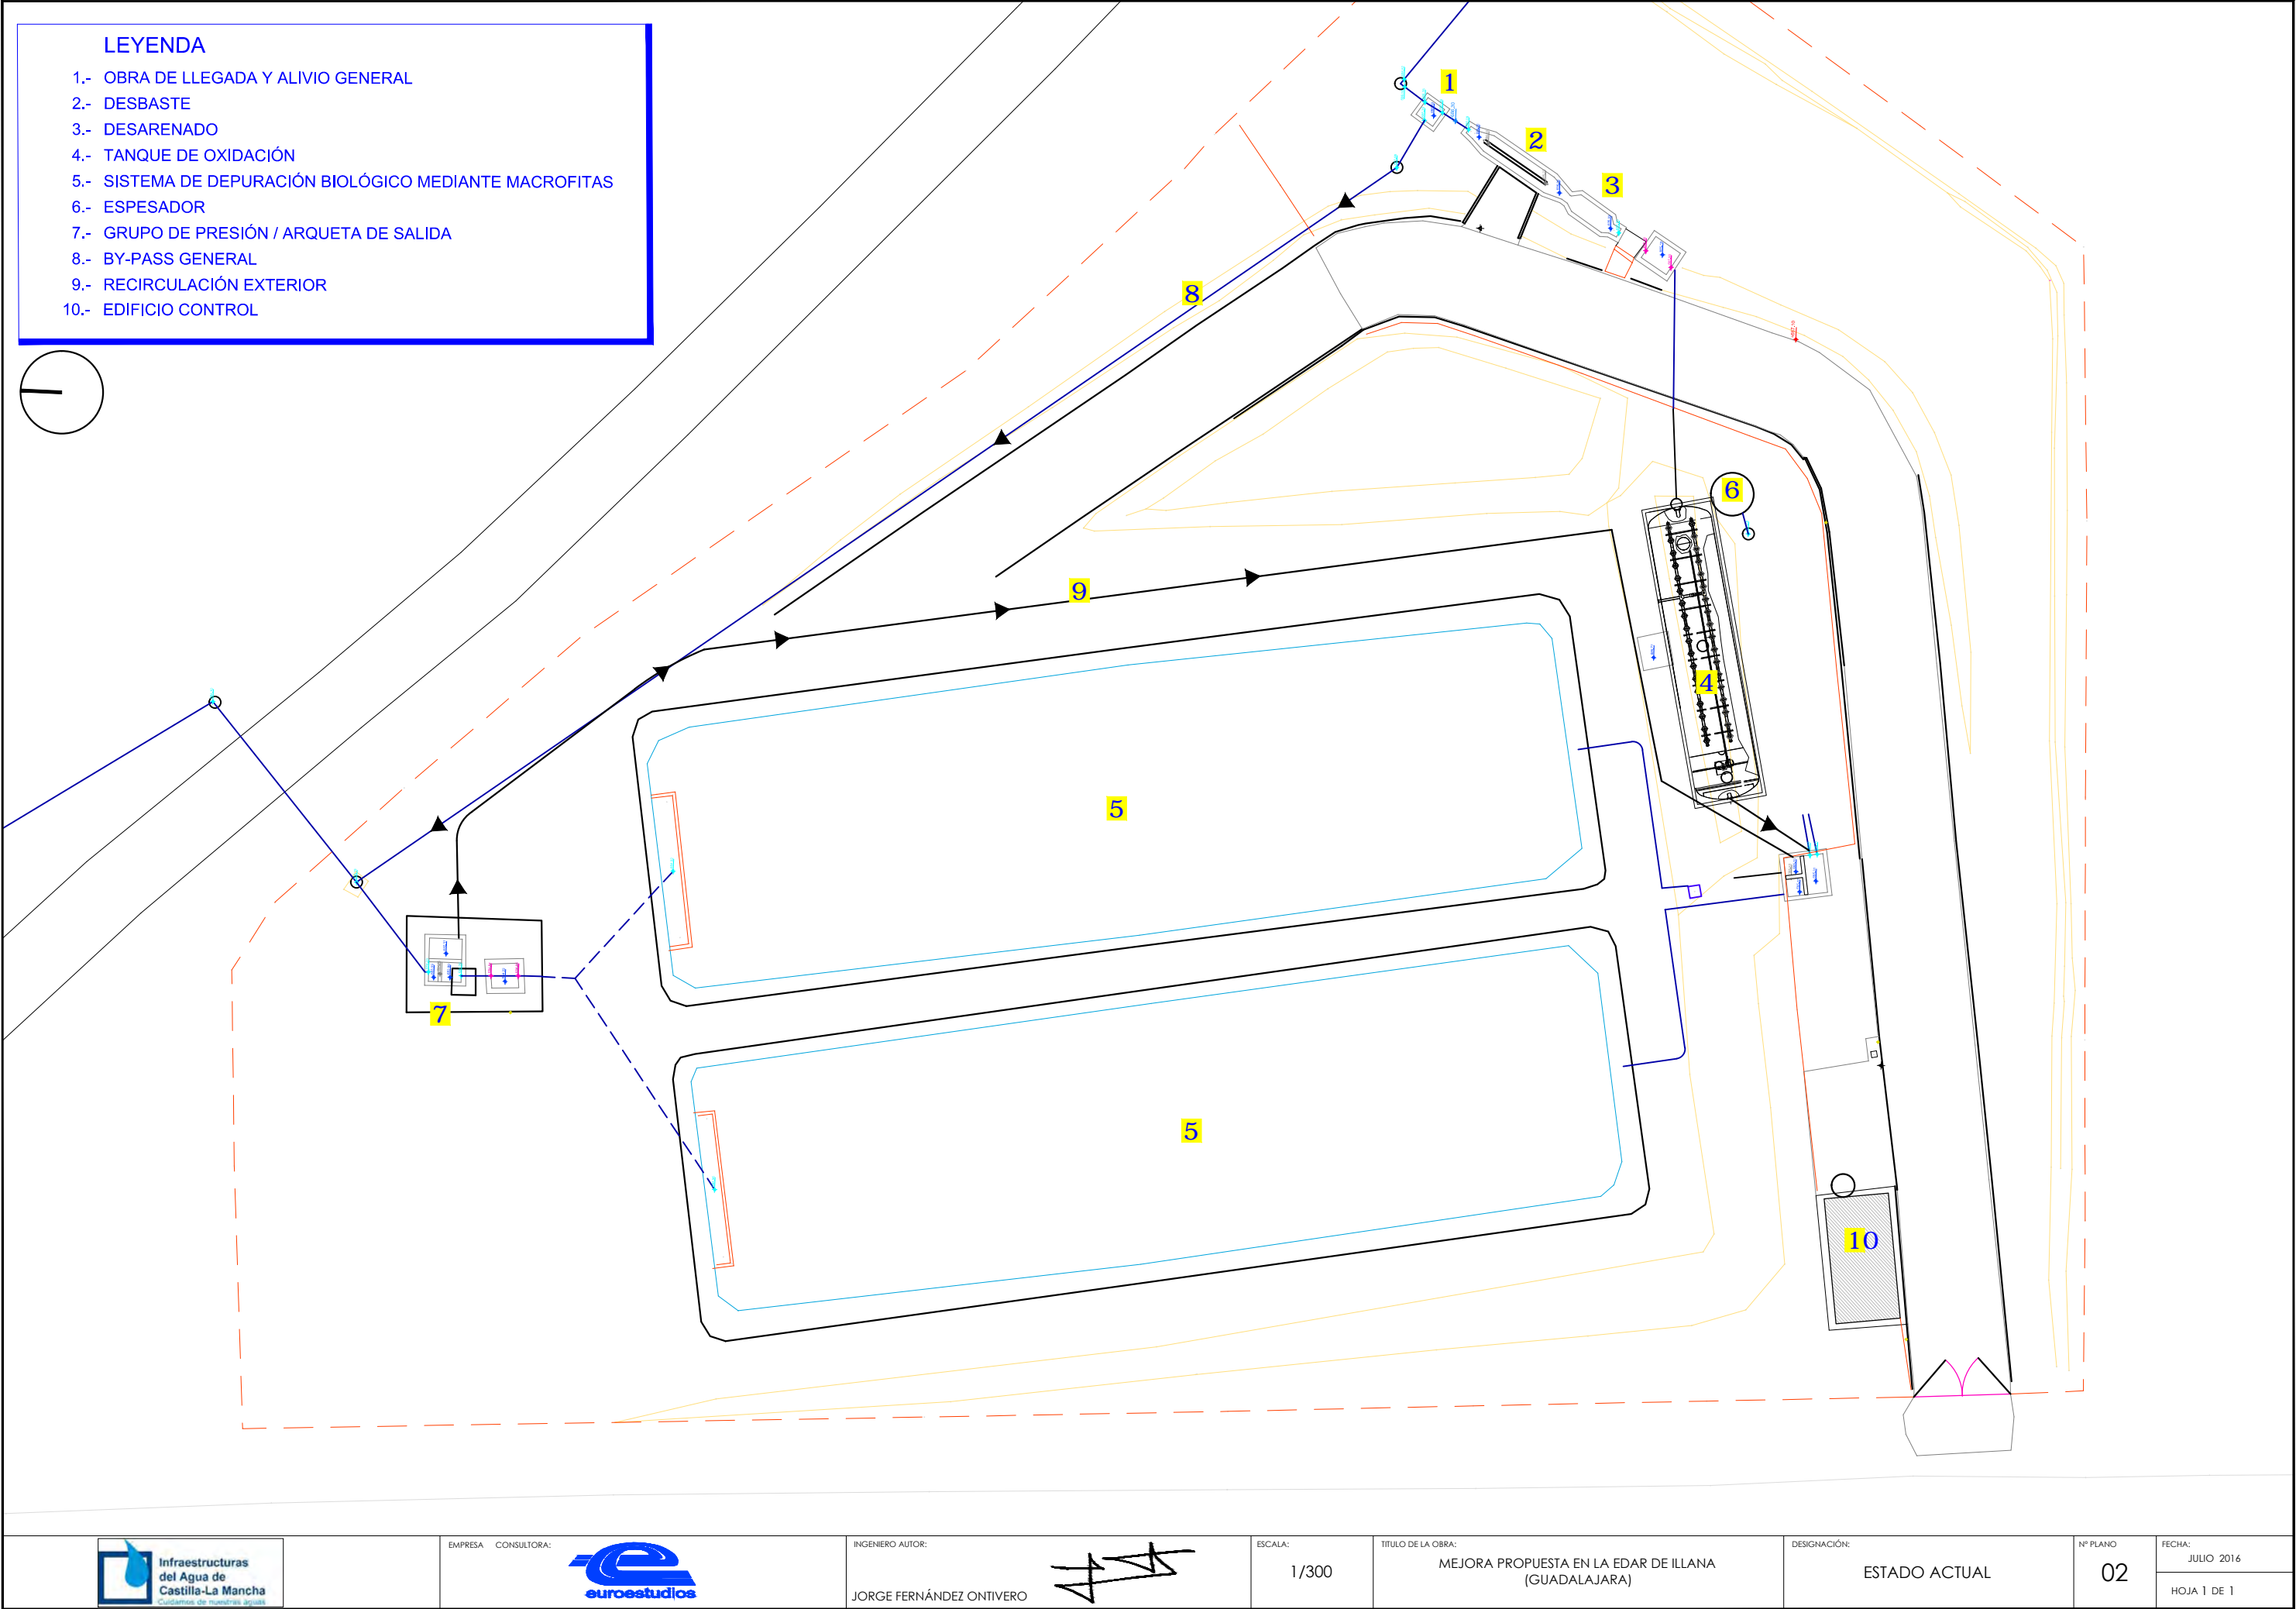 LEYENDA
1.- OBRA DE LLEGADA Y ALIVIO GENERAL
2.- DESBASTE
3.- DESARENADO
4.- TANQUE DE OXIDACIÓN
5.- SISTEMA DE DEPURACIÓN BIOLÓGICO MEDIANTE MACROFITAS
6.- ESPESADOR
7.- GRUPO DE PRESIÓN / ARQUETA DE SALIDA
8.- BY-PASS GENERAL
9.- RECIRCULACIÓN EXTERIOR
10.- EDIFICIO CONTROL
1
2
3
8
6
9
4
5
7
5
10
Infraestructuras
del Agua de
Castilla-La Mancha
Cuidamos de nuestras aguas
EMPRESA CONSULTORA:
euroestudios
INGENIERO AUTOR:
JORGE FERNÁNDEZ ONTIVERO
ESCALA:
1/300
TITULO DE LA OBRA:
MEJORA PROPUESTA EN LA EDAR DE ILLANA
(GUADALAJARA)
DESIGNACIÓN:
ESTADO ACTUAL
Nº PLANO
02
FECHA:
JULIO 2016
HOJA 1 DE 1